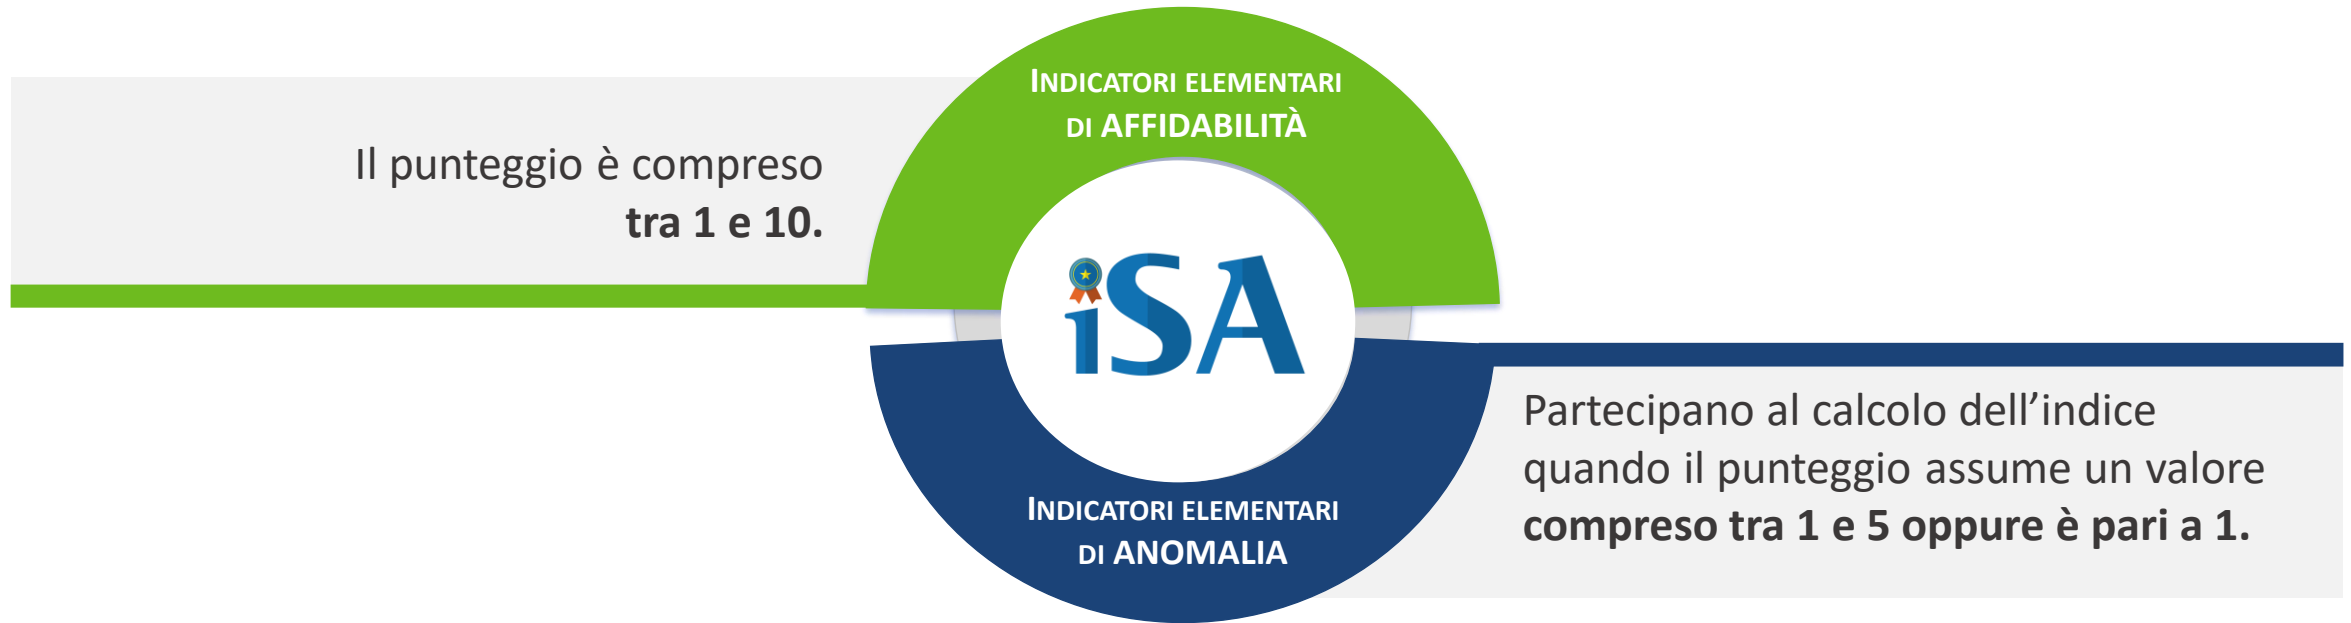 INDICATORI ELEMENTARI
DI AFFIDABILITÀ
Il punteggio è compreso
tra 1 e 10.
iSA
Partecipano al calcolo dell’indice
quando il punteggio assume un valore
compreso tra 1 e 5 oppure è pari a 1.
INDICATORI ELEMENTARI
DI ANOMALIA